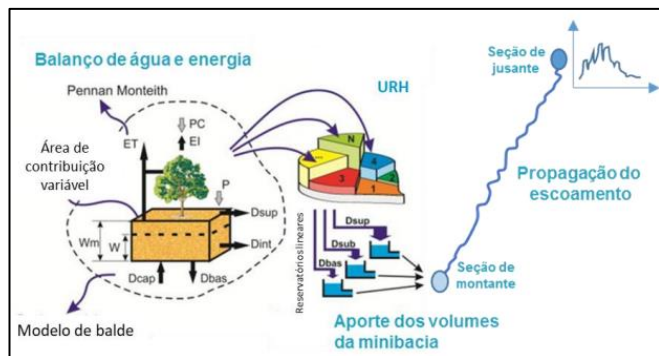 Balanço de água e energia
Pennan Monteith
Área de
contribuição
variável
ET
PC
EI
P
Wm
W
Dsup
Dint
Dcap
Dbas
Modelo de balde
URH
N
...
4
3
2
1
Reservatórios lineares
Dsup
Dsub
Dbas
Aporte dos volumes
da minibacia
Seção de
jusante
Propagação do
escoamento
Seção de
montante